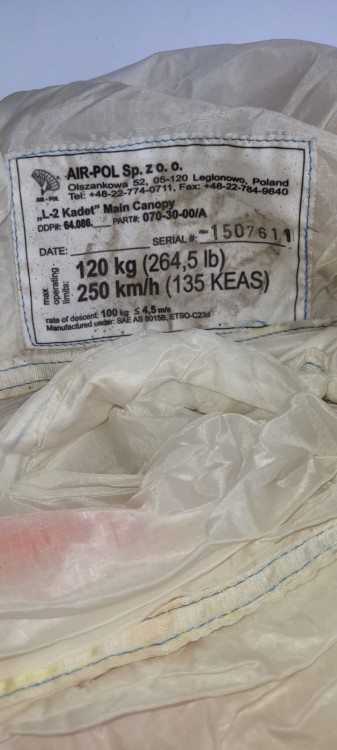 AIR-POL Sp. z o. o.
Olszankowa 52, 05-120 Legionowo, Poland
Tel: +48-22-774-0711, Fax: +48-22-784-9640
AIR - POL
„L-2 Kadet" Main Canopy
DDP#: 64.086. PART#: 070-30-00/A
DATE: SERIAL #: 1507611
max operating limits:
120 kg (264,5 lb)
250 km/h (135 KEAS)
rate of descent: 100 kg ≤ 4,5 m/s
Manufactured under: SAE AS 8015B, ETSO-C23d